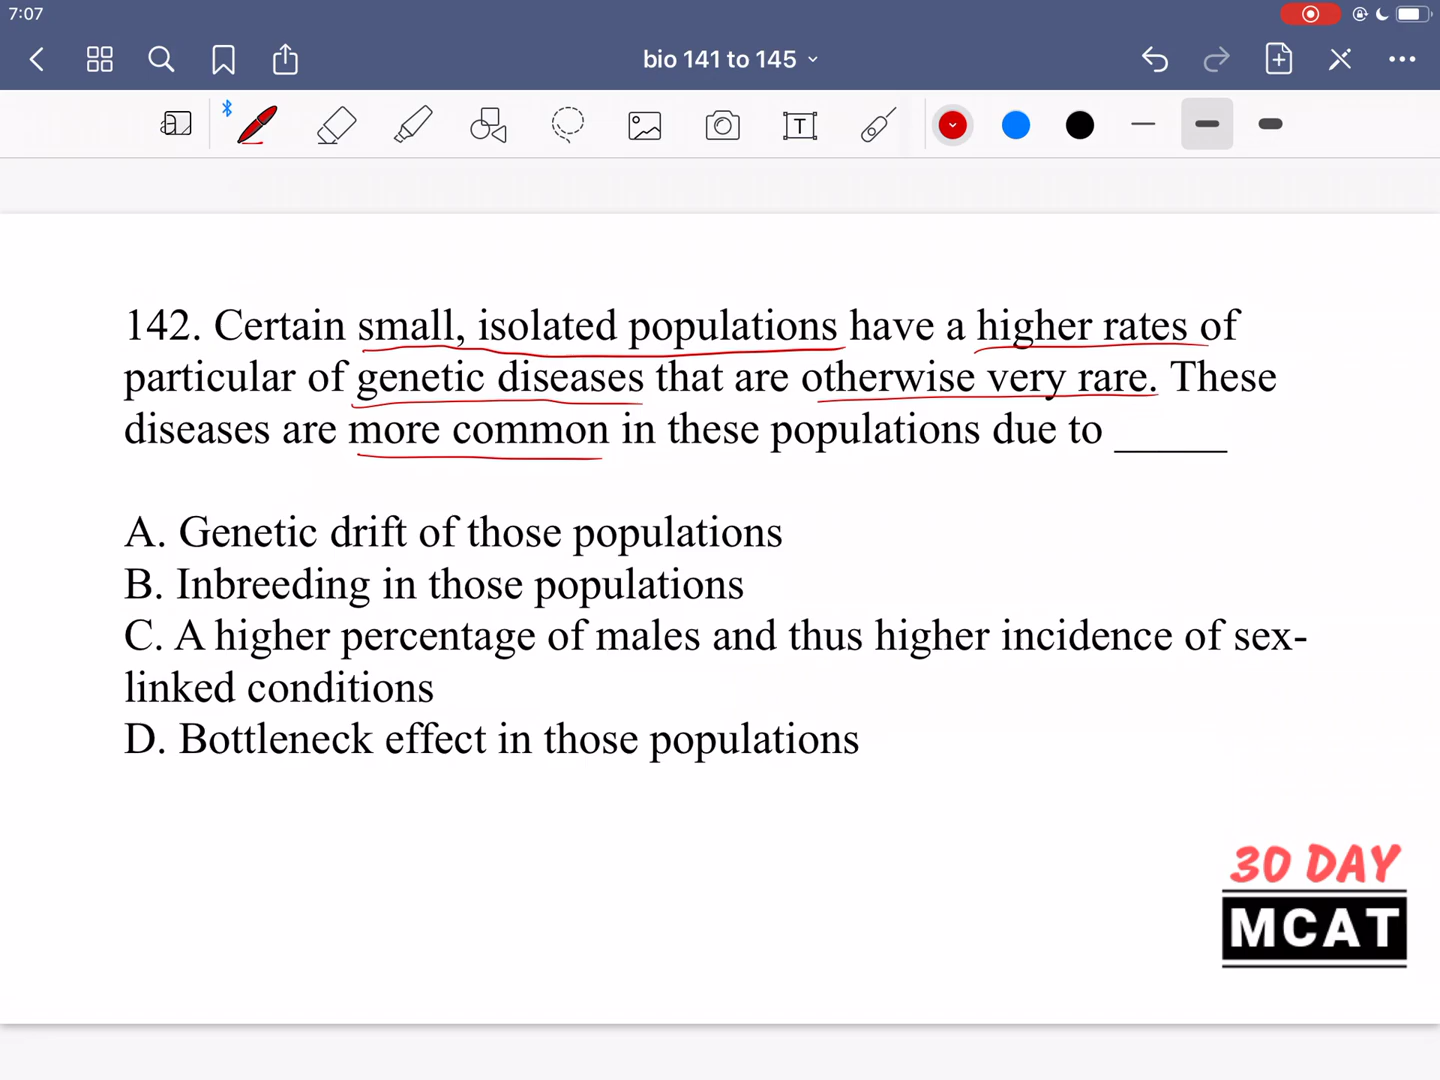 7:07
bio 141 to 145
T
142. Certain small, isolated populations have a higher rates of
particular of genetic diseases that are otherwise very rare. These
diseases are more common in these populations due to ______
A. Genetic drift of those populations
B. Inbreeding in those populations
C. A higher percentage of males and thus higher incidence of sex-
linked conditions
D. Bottleneck effect in those populations
30 DAY
MCAT